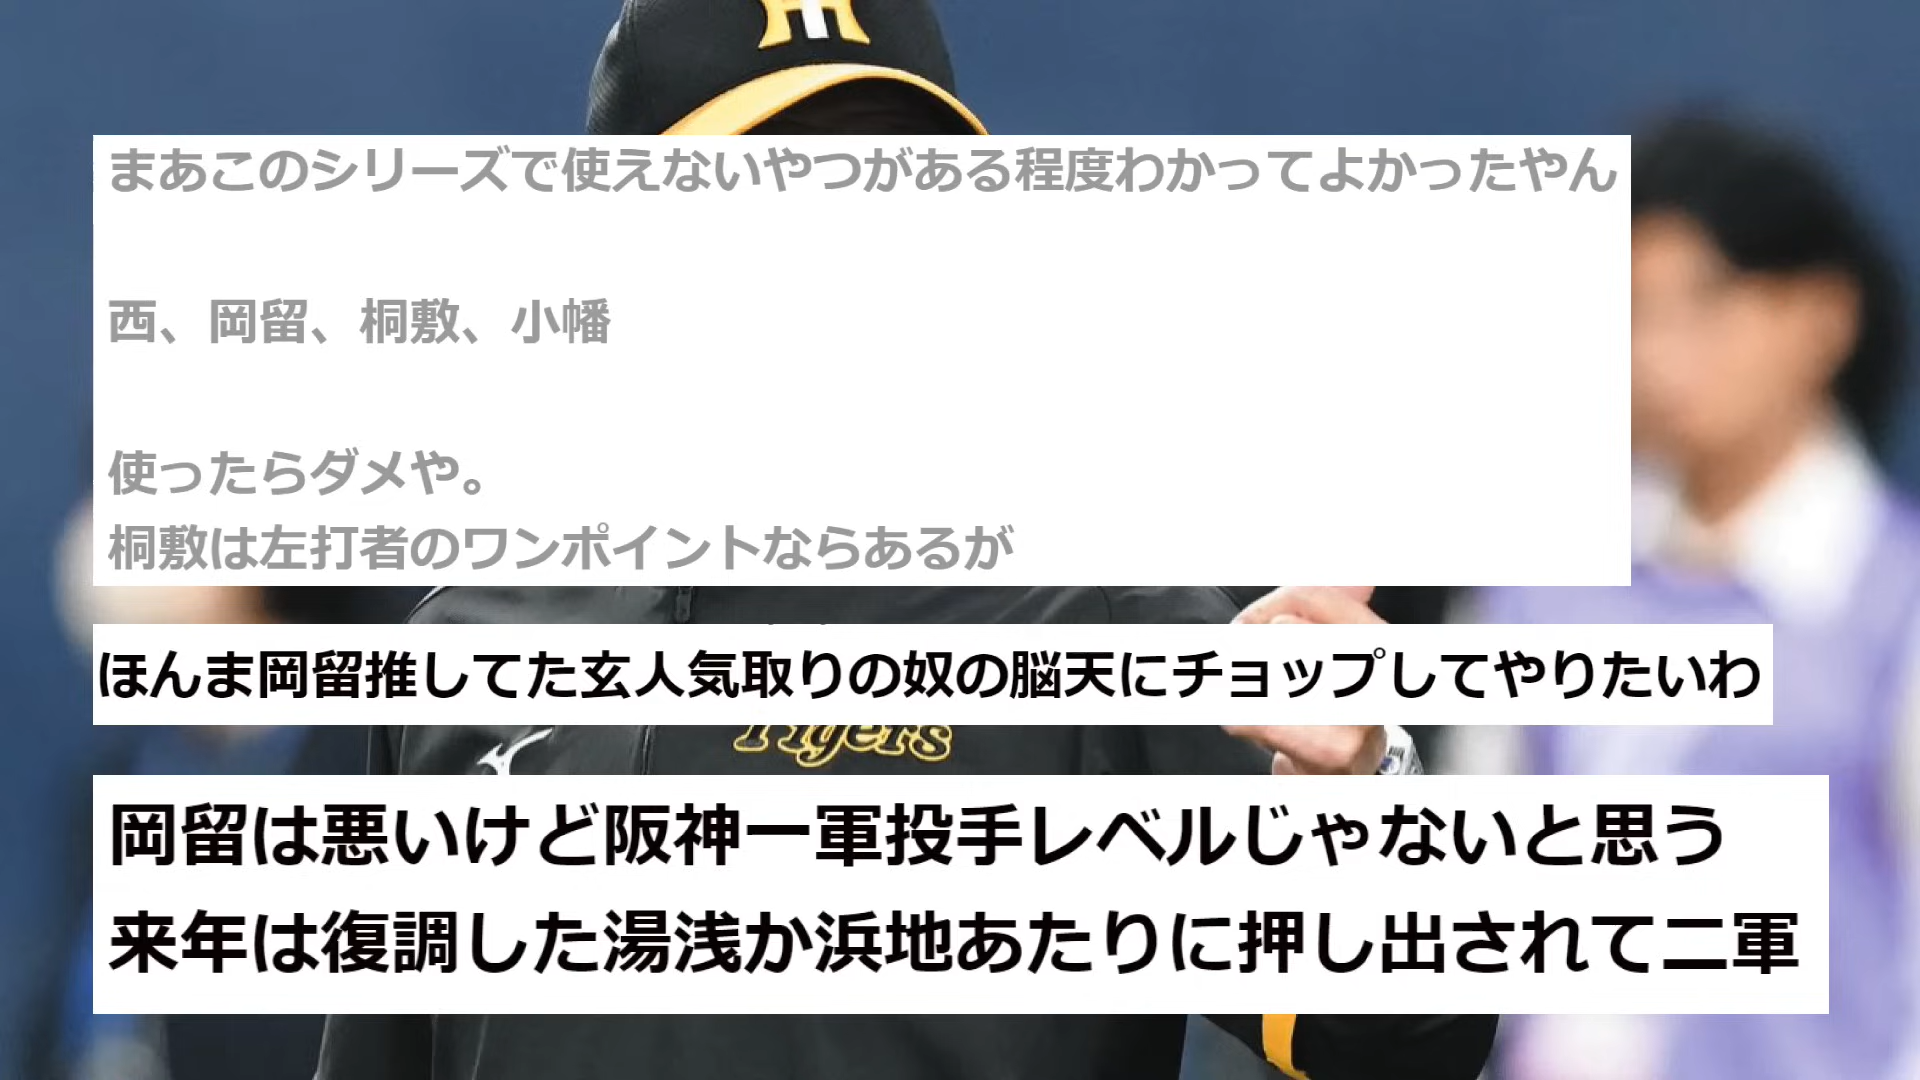 まあこのシリーズで使えないやつがある程度わかってよかったやん
西、岡留、桐敷、小幡
使ったらダメや。
桐敷は左打者のワンポイントならあるが
ほんま岡留推してた玄人気取りの奴の脳天にチョップしてやりたいわ
Tigers
岡留は悪いけど阪神一軍投手レベルじゃないと思う
来年は復調した湯浅か浜地あたりに押し出されて二軍